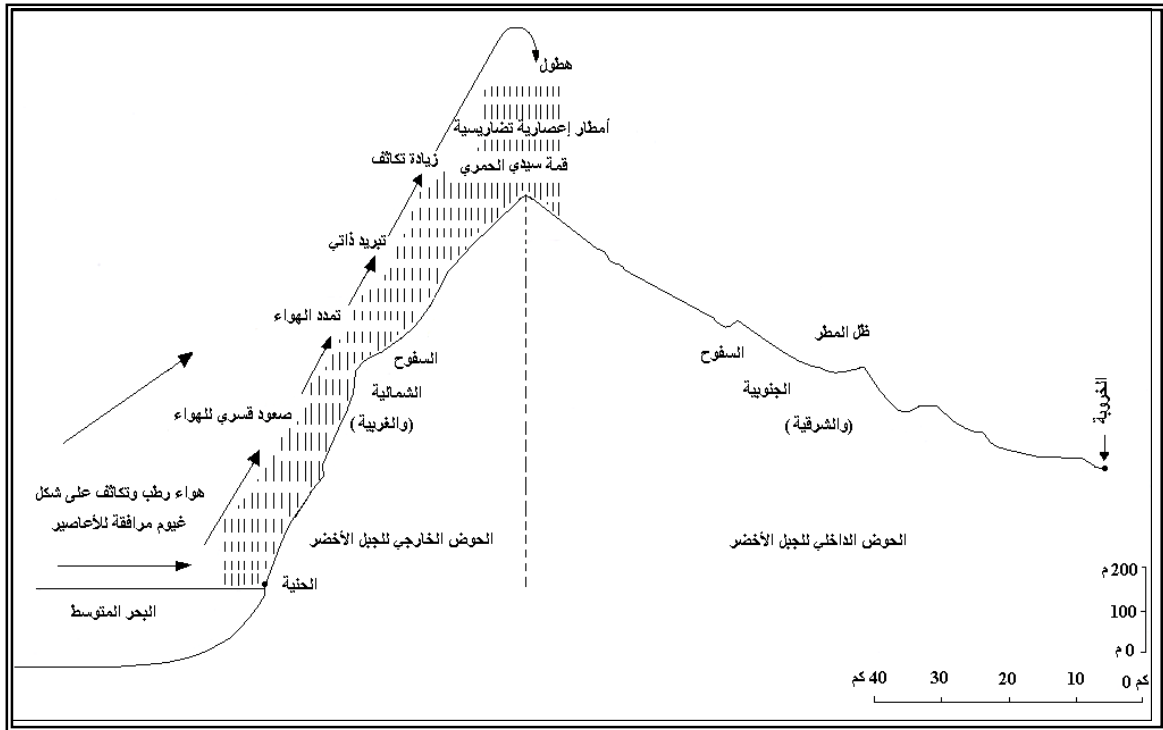 هطول
أمطار إعصارية تضاريسية
قمة سيدي الحمري
زيادة تكاثف
تبريد ذاتي
تمدد الهواء
صعود قسري للهواء
هواء رطب وتكاثف على شكل
غيوم مرافقة للأعاصير
السفوح
الشمالية
(والغربية)
ظل المطر
السفوح
الجنوبية
(والشرقية)
الخروبة
الحوض الخارجي للجبل الأخضر
الحوض الداخلي للجبل الأخضر
الحنية
البحر المتوسط
200 م
100
0 م
كم 0 10 20 30 40 كم